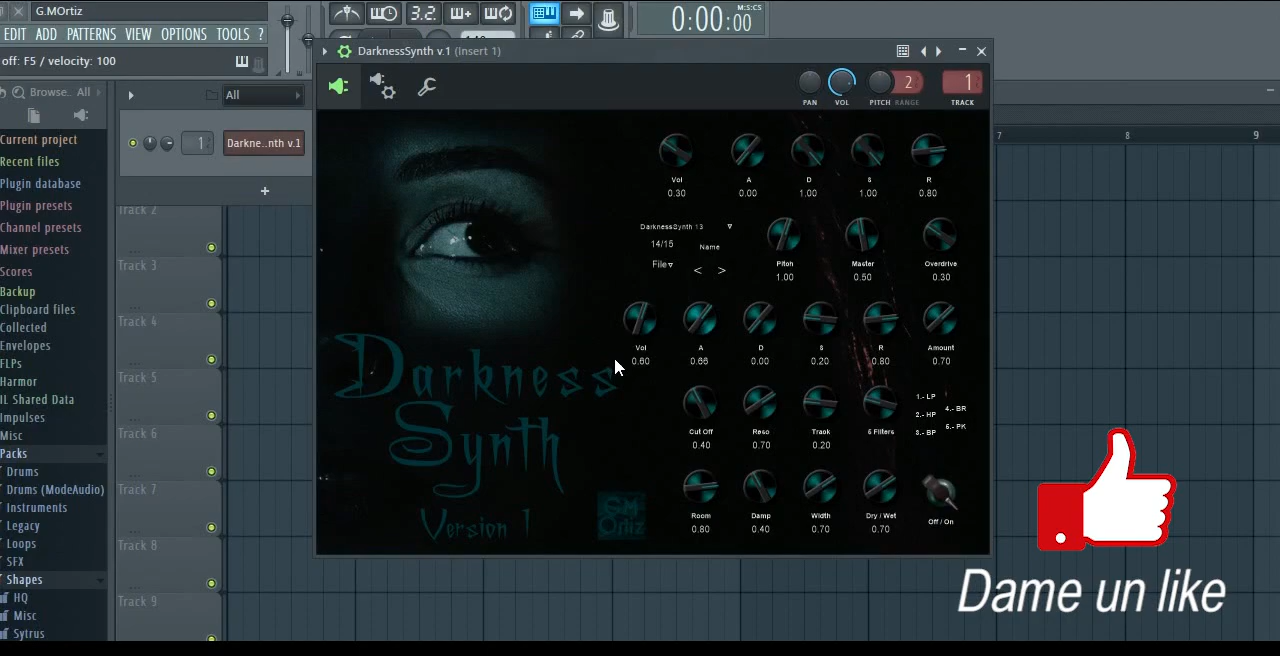 G.MOrtiz
EDIT ADD PATTERNS VIEW OPTIONS TOOLS ?
off: F5 / velocity: 100
3.2.
0:00:00
M:S:CS
DarknessSynth v.1 (Insert 1)
Browse.. All
All
PAN VOL PITCH RANGE TRACK
2
1
1
Darkne..nth v.1
+
Current project
Recent files
Plugin database
Plugin presets
Channel presets
Mixer presets
Scores
Backup
Clipboard files
Collected
Envelopes
FLPs
Harmor
IL Shared Data
Impulses
Misc
Packs
Drums
Drums (ModeAudio)
Instruments
Legacy
Loops
SFX
Shapes
HQ
Misc
Sytrus
Track 2
Track 3
Track 4
Track 5
Track 6
Track 7
Track 8
Track 9
7 8 9
Vol A D S R
0.30 0.00 1.00 1.00 0.80
DarknessSynth 13
14/15 Name
File < >
Pitch Master Overdrive
1.00 0.50 0.30
Vol A D S R Amount
0.60 0.66 0.00 0.20 0.80 0.70
Cut Off Reso Track 5 Filters
0.40 0.70 0.20
1.- LP
2.- HP
3.- BP
4.- BR
5.- PK
Room Damp Width Dry / Wet Off / On
0.80 0.40 0.70 0.70
Darkness
Synth
Version 1
GM
Ortiz
Dame un like